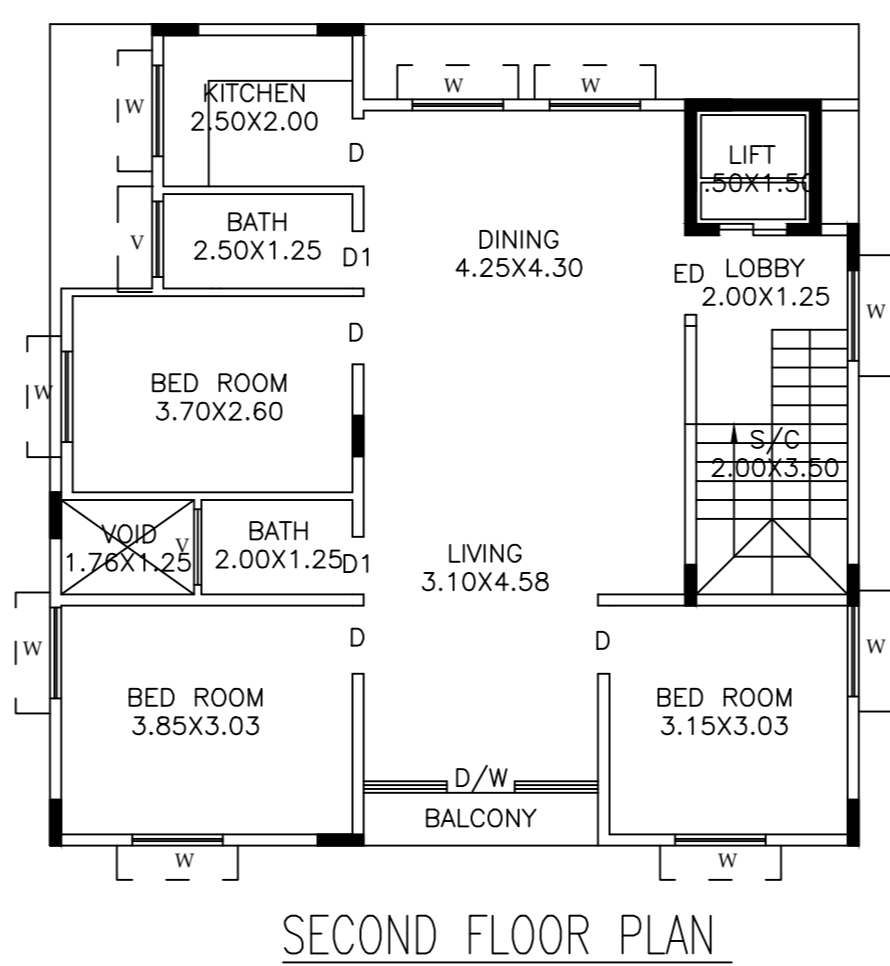 W
W
W
KITCHEN
2.50X2.00
D
LIFT
.50X1.50
V
BATH
2.50X1.25
D1
DINING
4.25X4.30
ED
LOBBY
2.00X1.25
W
D
W
BED ROOM
3.70X2.60
S/C
2.00X3.50
VOID
1.76X1.25
V
BATH
2.00X1.25
D1
LIVING
3.10X4.58
W
D
D
W
BED ROOM
3.85X3.03
BED ROOM
3.15X3.03
D/W
BALCONY
W
W
SECOND FLOOR PLAN